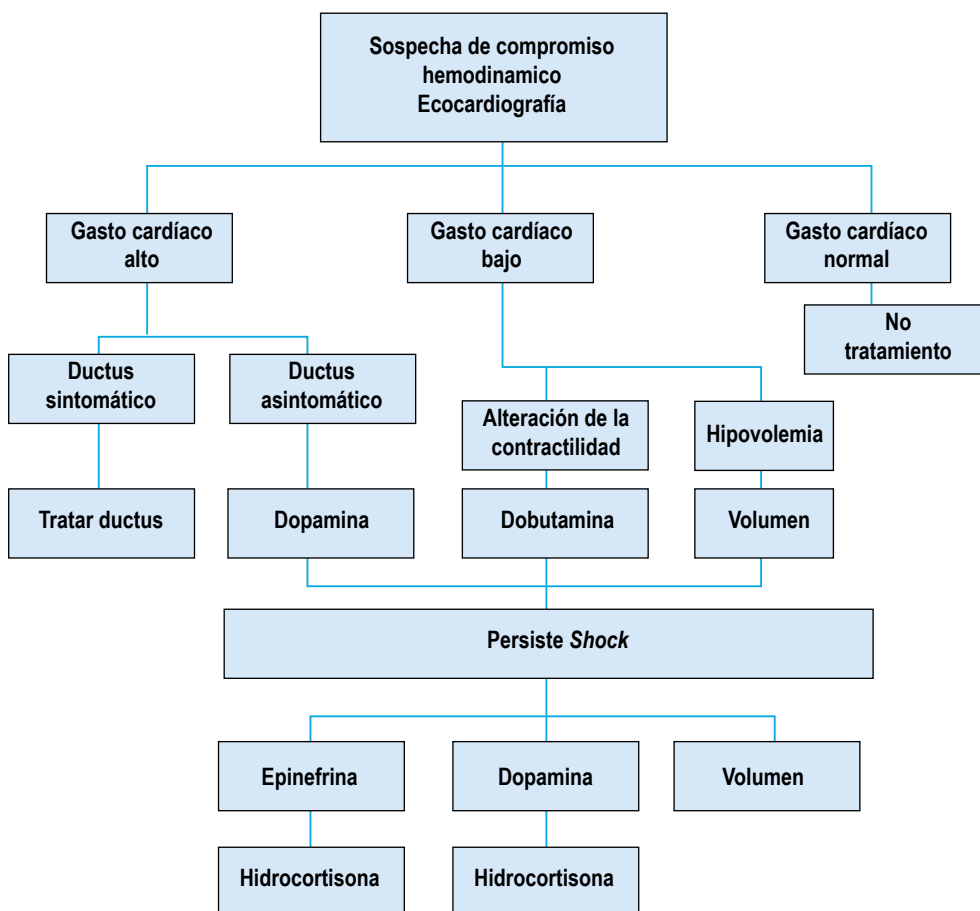 Sospecha de compromiso
hemodinamico
Ecocardiografía
Gasto cardíaco
alto
Gasto cardíaco
bajo
Gasto cardíaco
normal
No
tratamiento
Ductus
sintomático
Ductus
asintomático
Alteración de la
contractilidad
Hipovolemia
Tratar ductus
Dopamina
Dobutamina
Volumen
Persiste Shock
Epinefrina
Dopamina
Volumen
Hidrocortisona
Hidrocortisona